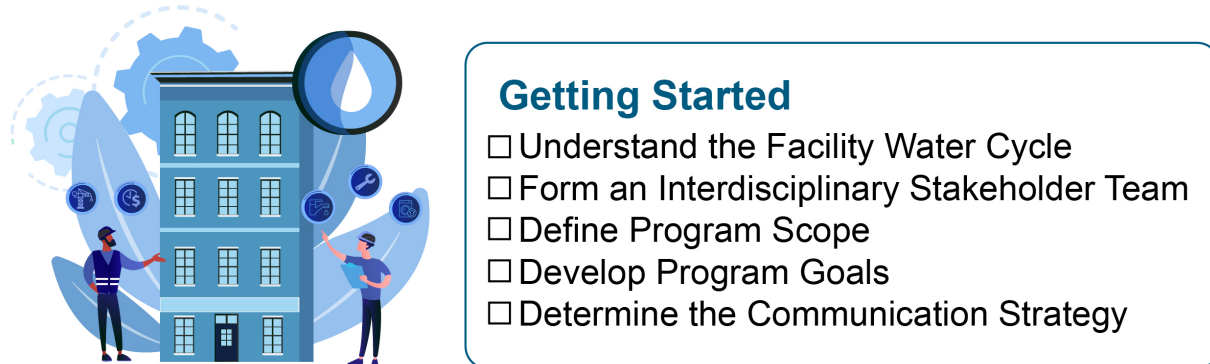 Getting Started
☐ Understand the Facility Water Cycle
☐ Form an Interdisciplinary Stakeholder Team
☐ Define Program Scope
☐ Develop Program Goals
☐ Determine the Communication Strategy